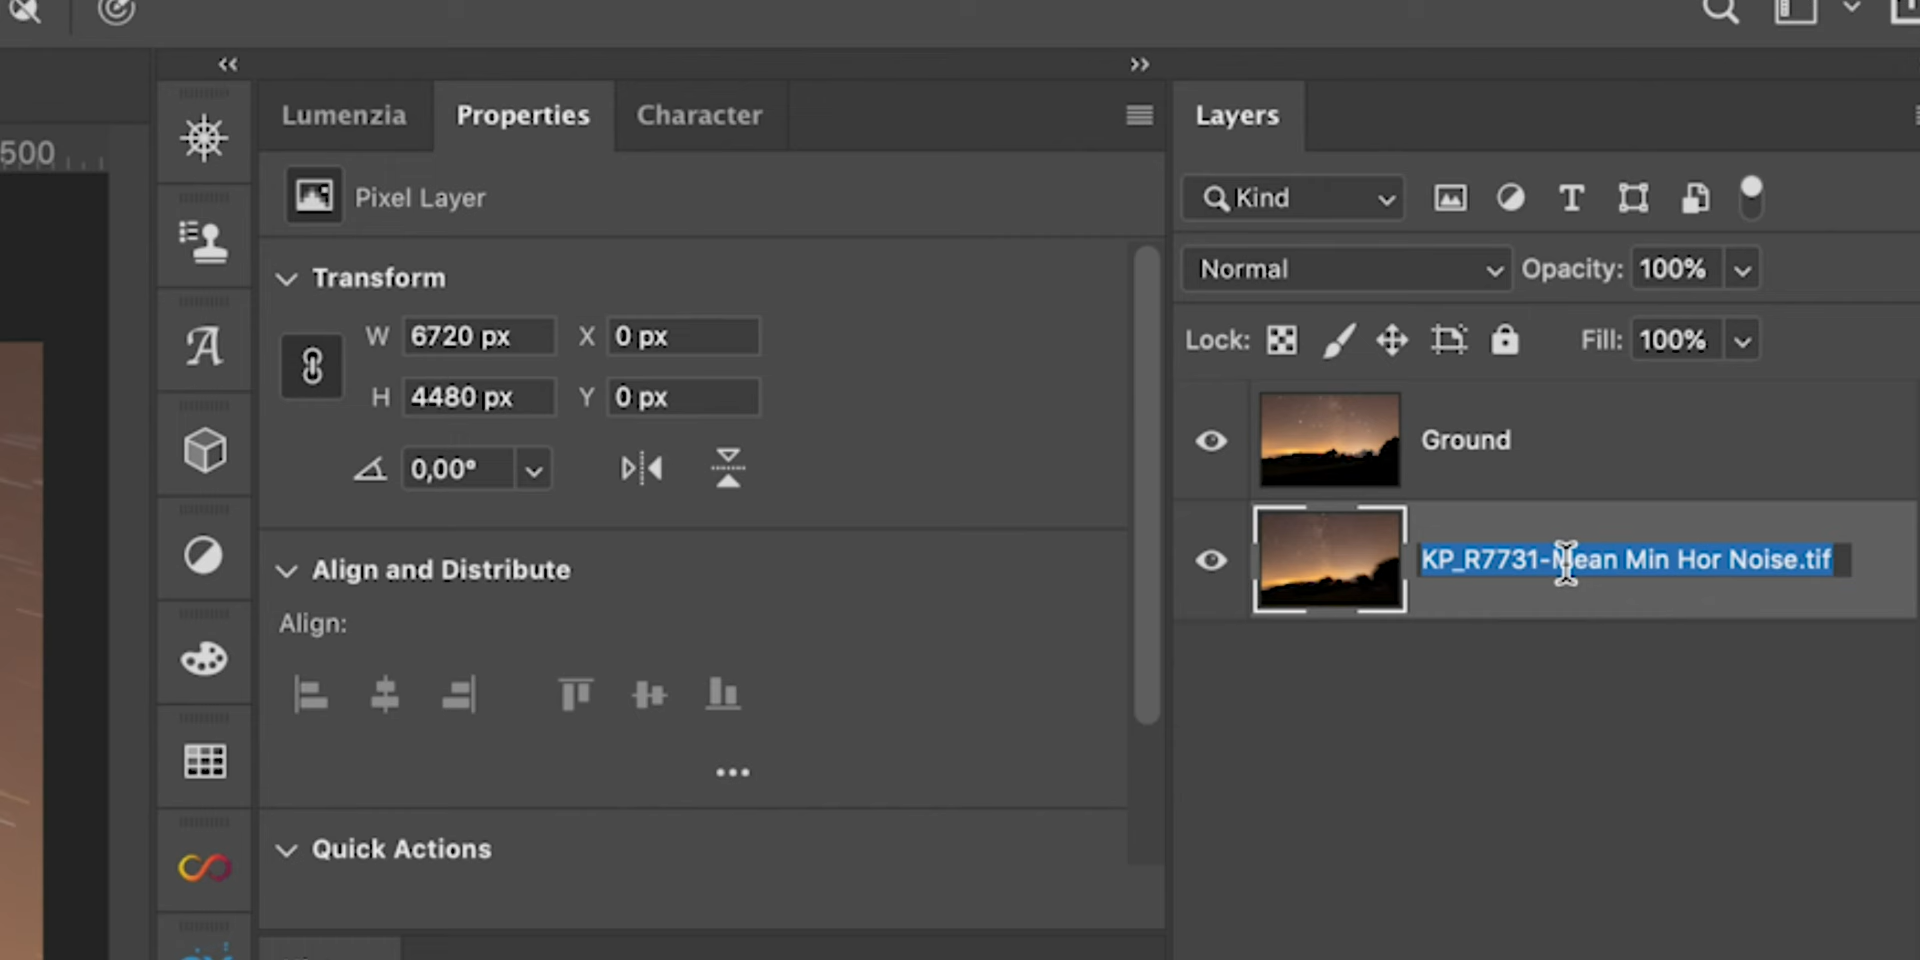 500
Lumenzia
Properties
Character
Layers
Pixel Layer
Kind
Transform
Normal
Opacity: 100%
W 6720 px X 0 px
Lock:
Fill: 100%
H 4480 px Y 0 px
Ground
0,00°
KP_R7731-Mean Min Hor Noise.tif
Align and Distribute
Align:
Quick Actions